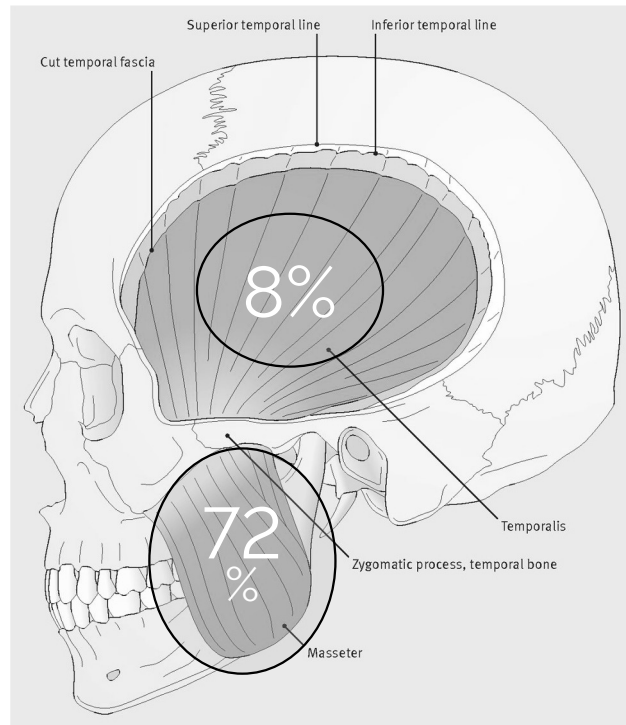 Superior temporal line
Inferior temporal line
Cut temporal fascia
8%
72
%
Temporalis
Zygomatic process, temporal bone
Masseter